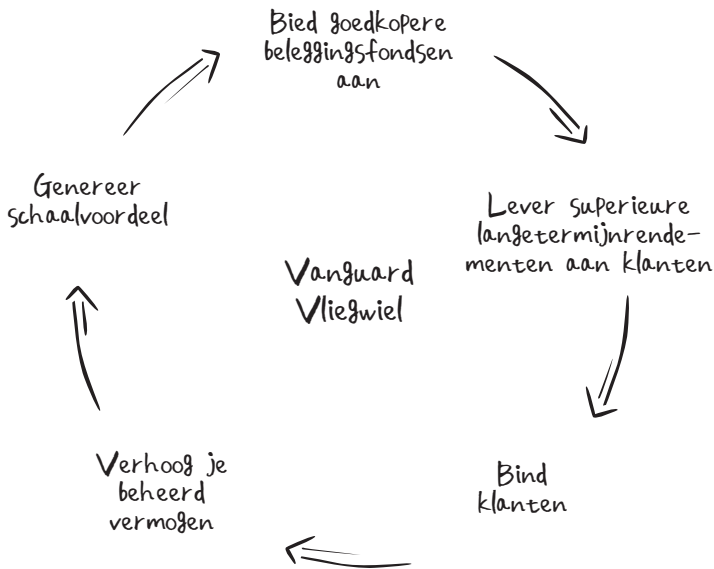 Bied goedkopere
beleggingsfondsen
aan
Lever superieure
langetermijnrende-
menten aan klanten
Bind
klanten
Verhoog je
beheerd
vermogen
Genereer
schaalvoordeel
Vanguard
Vliegwiel